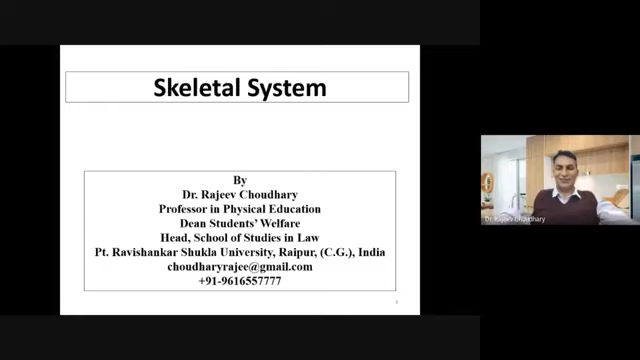 Skeletal System
By
Dr. Rajeev Choudhary
Professor in Physical Education
Dean Students' Welfare
Head, School of Studies in Law
Pt. Ravishankar Shukla University, Raipur, (C.G.), India
choudharyrajee@gmail.com
+91-9616557777
1
Dr. Rajeev Choudhary